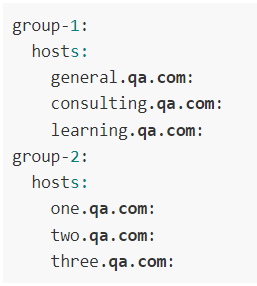 group-1:
  hosts:
    general.qa.com:
    consulting.qa.com:
    learning.qa.com:
group-2:
  hosts:
    one.qa.com:
    two.qa.com:
    three.qa.com: